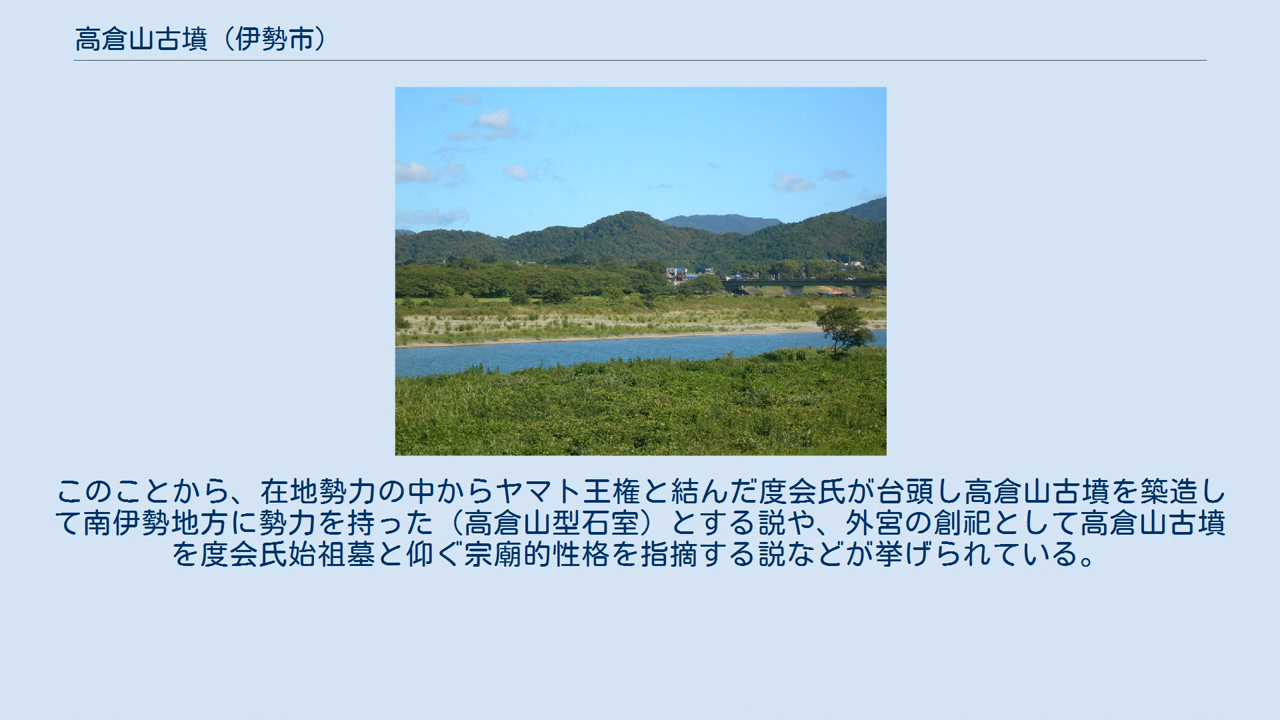 高倉山古墳（伊勢市）
このことから、在地勢力の中からヤマト王権と結んだ度会氏が台頭し高倉山古墳を築造し
て南伊勢地方に勢力を持った（高倉山型石室）とする説や、外宮の創祀として高倉山古墳
を度会氏始祖墓と仰ぐ宗廟的性格を指摘する説などが挙げられている。